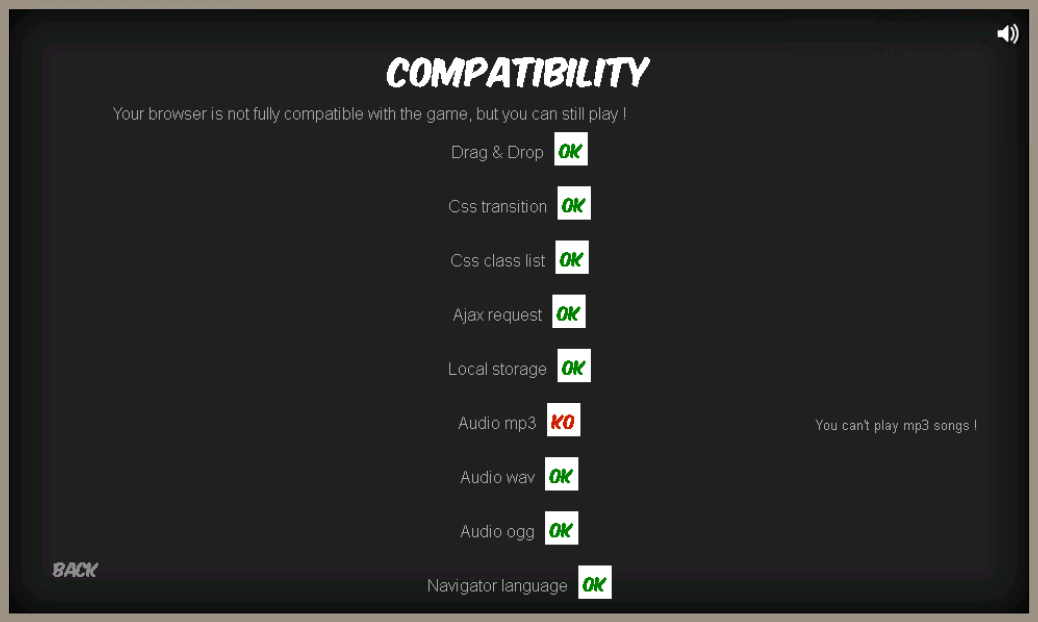 COMPATIBILITY
Your browser is not fully compatible with the game, but you can still play !
Drag & Drop OK
Css transition OK
Css class list OK
Ajax request OK
Local storage OK
Audio mp3 KO You can't play mp3 songs !
Audio wav OK
Audio ogg OK
BACK
Navigator language OK